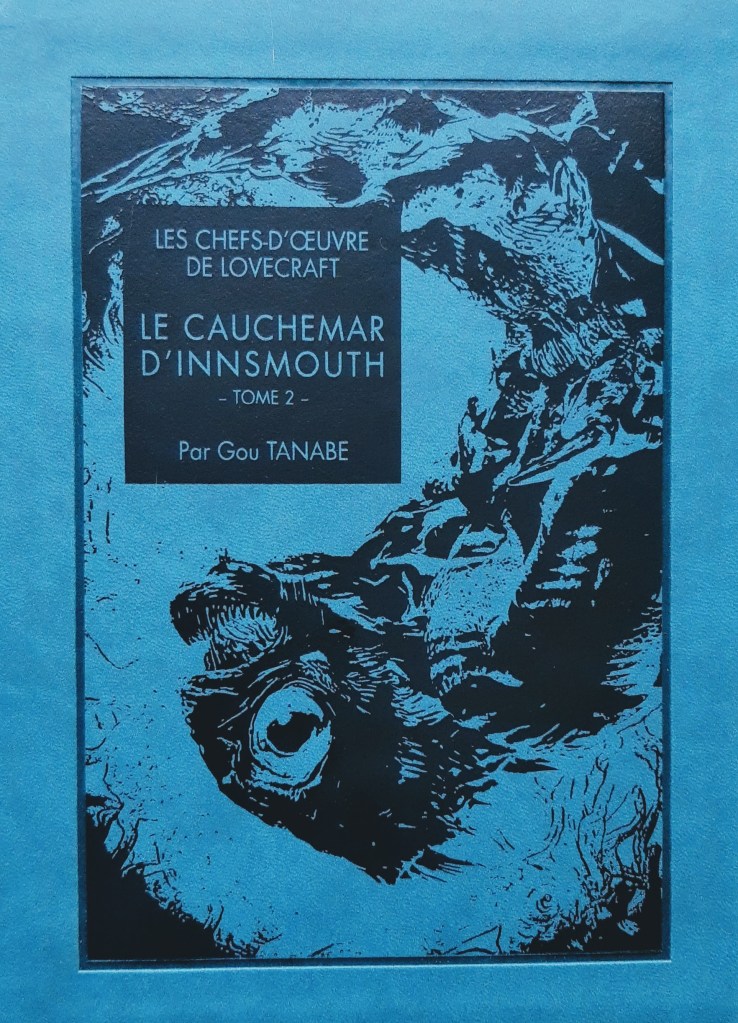 LES CHEFS-D'ŒUVRE
DE LOVECRAFT
LE CAUCHEMAR
D'INNSMOUTH
– TOME 2 –
Par Gou TANABE